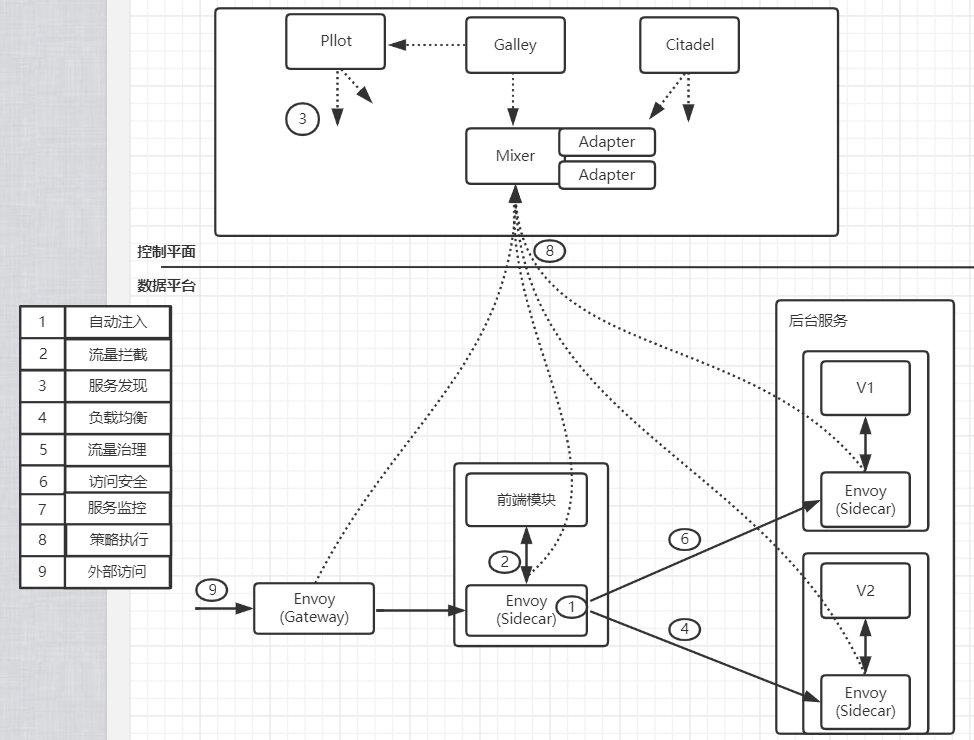 PIlot
Galley
Citadel
3
Mixer
Adapter
Adapter
8
控制平面
数据平台
1 自动注入
2 流量拦截
3 服务发现
4 负载均衡
5 流量治理
6 访问安全
7 服务监控
8 策略执行
9 外部访问
9
Envoy
(Gateway)
前端模块
2
Envoy
(Sidecar)
1
6
4
后台服务
V1
Envoy
(Sidecar)
V2
Envoy
(Sidecar)